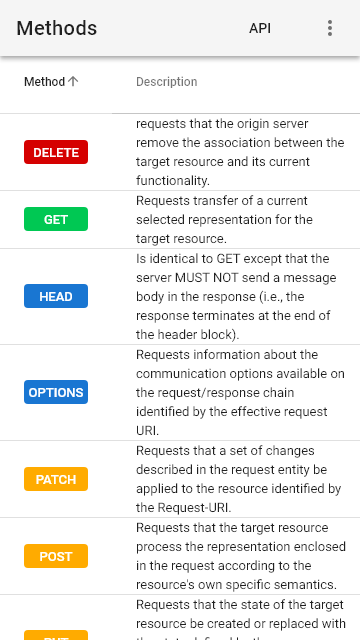 Methods
API
Method
Description
DELETE
requests that the origin server
remove the association between the
target resource and its current
functionality.
GET
Requests transfer of a current
selected representation for the
target resource.
HEAD
Is identical to GET except that the
server MUST NOT send a message
body in the response (i.e., the
response terminates at the end of
the header block).
OPTIONS
Requests information about the
communication options available on
the request/response chain
identified by the effective request
URI.
PATCH
Requests that a set of changes
described in the request entity be
applied to the resource identified by
the Request-URI.
POST
Requests that the target resource
process the representation enclosed
in the request according to the
resource's own specific semantics.
Requests that the state of the target
resource be created or replaced with